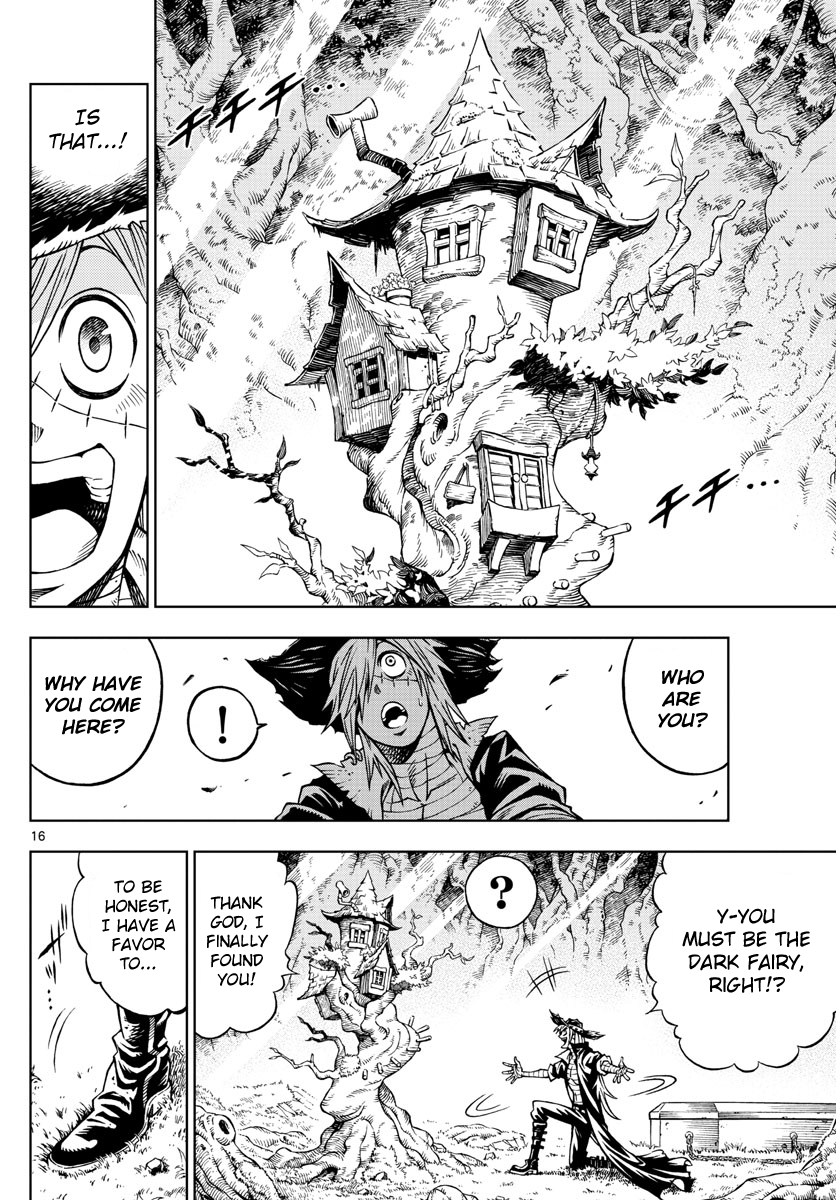 チチチ・・・・
チチ・・・
IS
THAT...!
WHO
ARE
YOU?
!
WHY HAVE
YOU COME
HERE?
16
Y-YOU
MUST BE THE
DARK FAIRY,
RIGHT!?
?
THANK
GOD, I
FINALLY
FOUND
YOU!
TO BE
HONEST,
I HAVE A
FAVOR
TO...